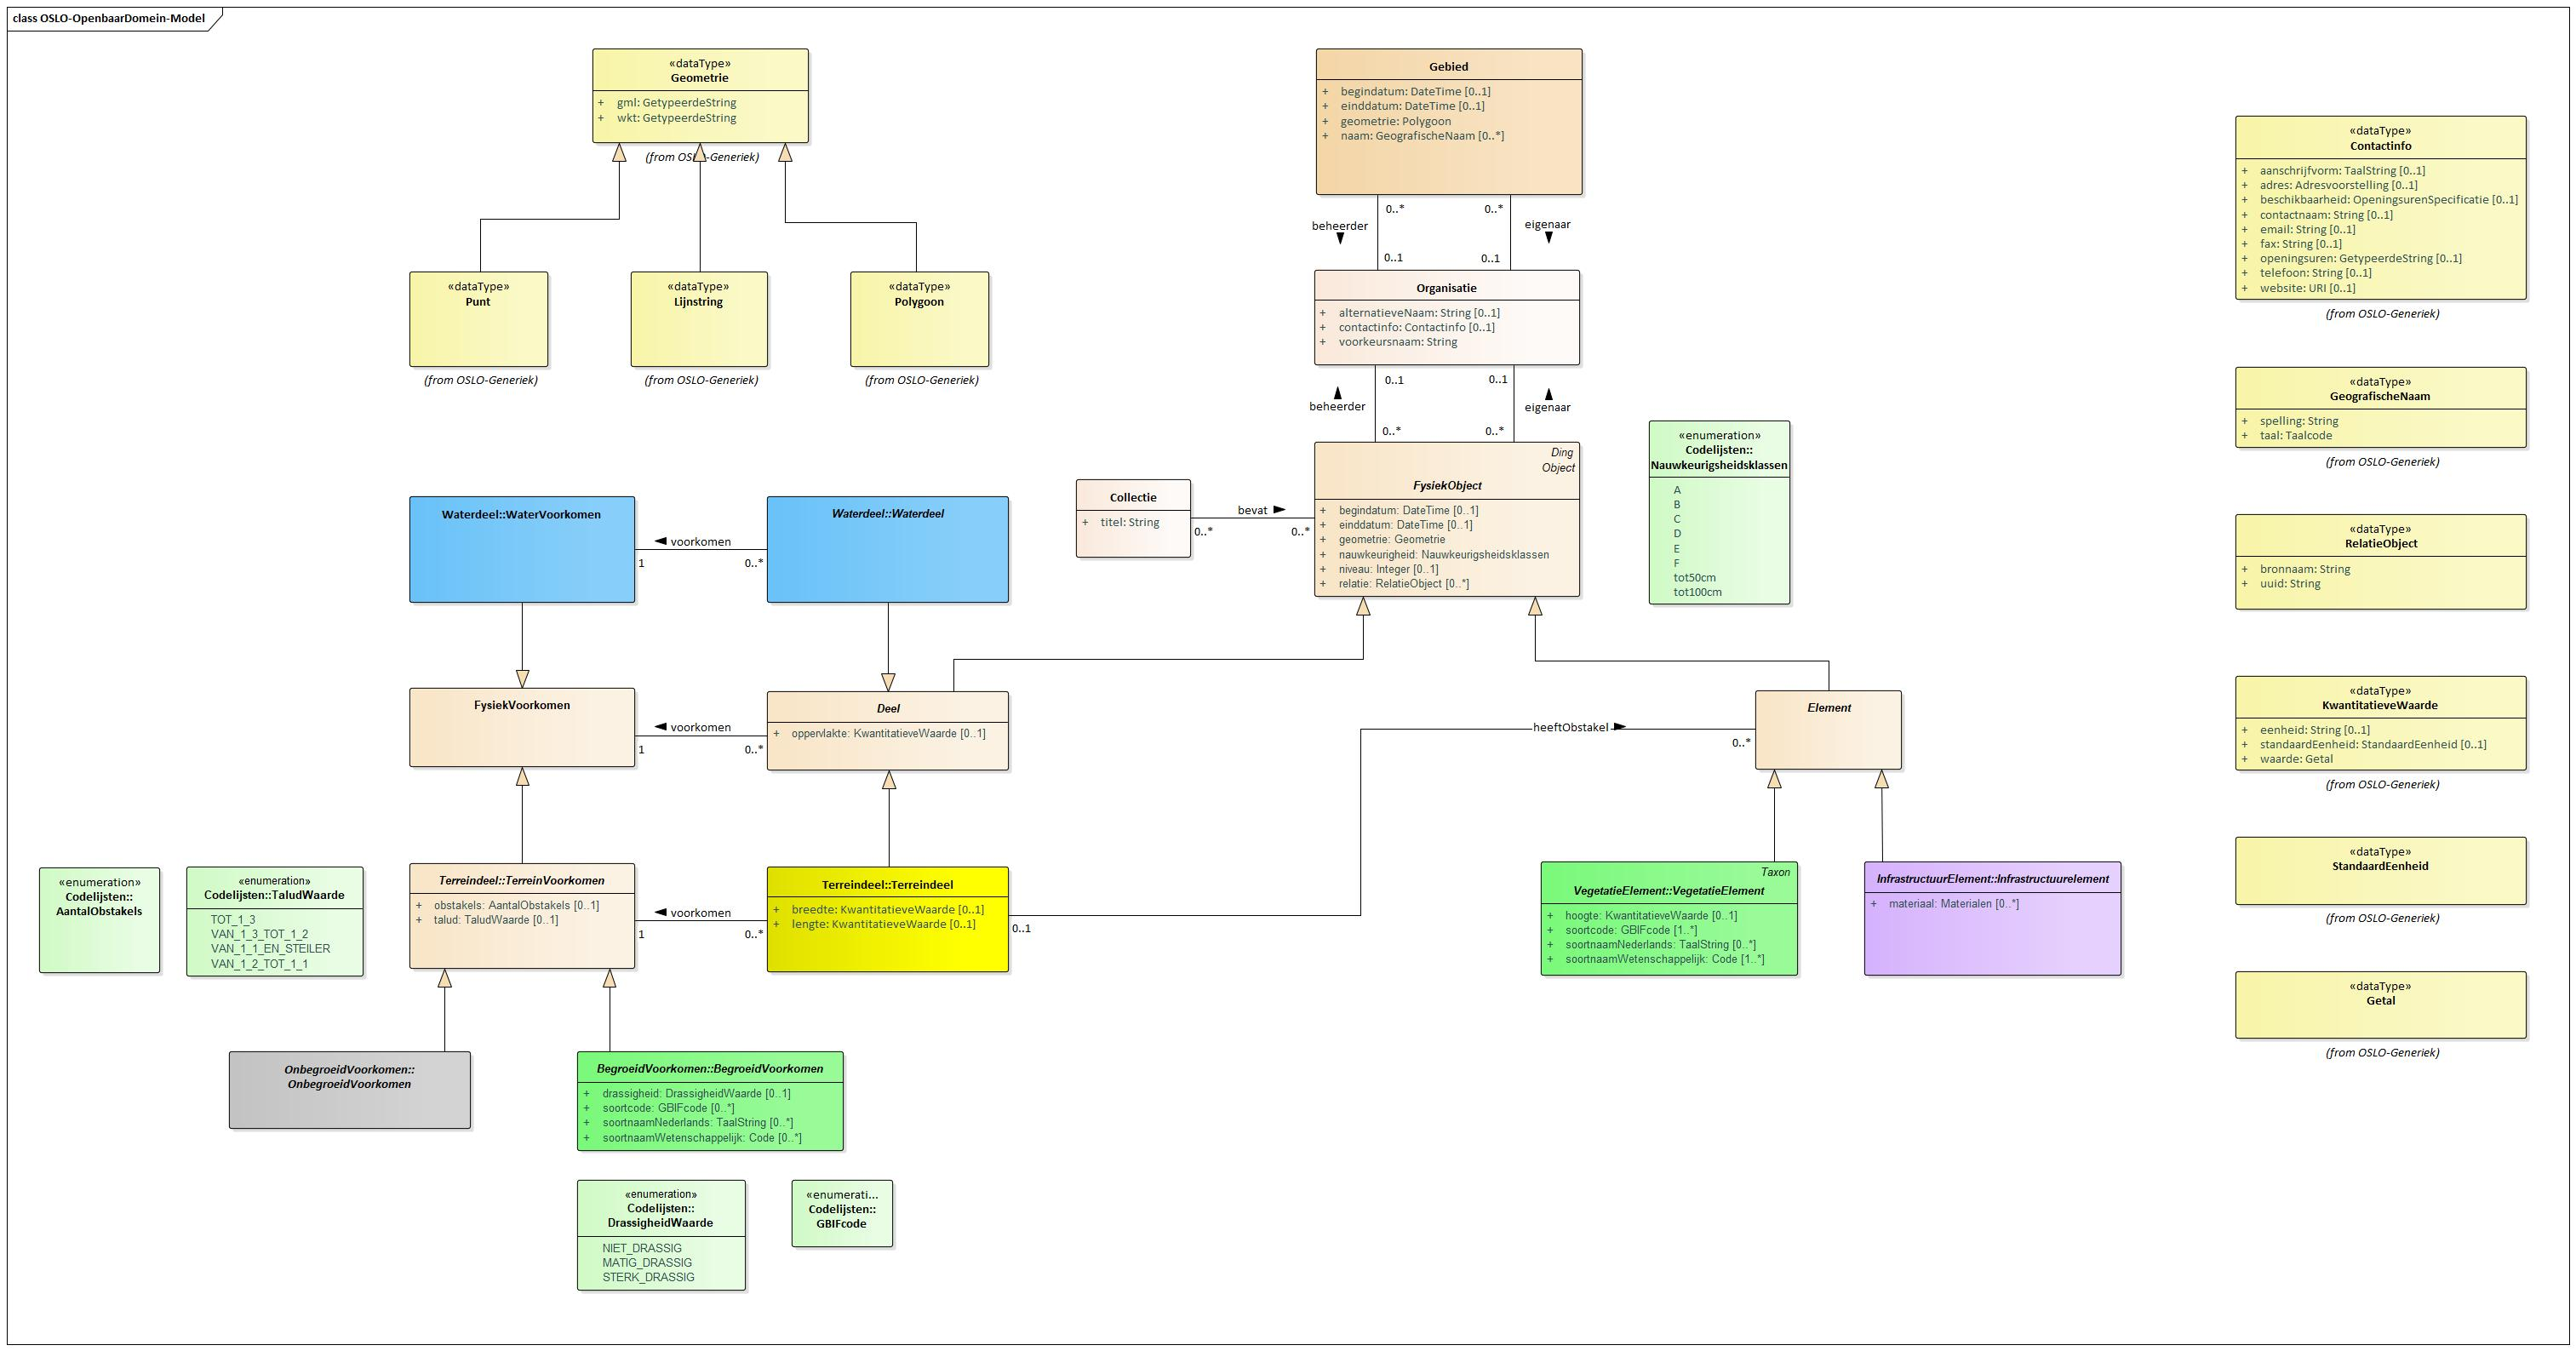 class OSLO-OpenbaarDomein-Model
«dataType»
Geometrie
+ gml: GetypeerdeString
+ wkt: GetypeerdeString
(from OSLO-Generiek)
«dataType»
Punt
(from OSLO-Generiek)
«dataType»
Lijnstring
(from OSLO-Generiek)
«dataType»
Polygoon
(from OSLO-Generiek)
Gebied
+ begindatum: DateTime [0..1]
+ einddatum: DateTime [0..1]
+ geometrie: Polygoon
+ naam: GeografischeNaam [0..*]
0..*
0..*
beheerder
eigenaar
0..1
0..1
Organisatie
+ alternatieveNaam: String [0..1]
+ contactinfo: Contactinfo [0..1]
+ voorkeursnaam: String
0..1
0..1
beheerder
eigenaar
0..*
0..*
Ding
Object
FysiekObject
+ begindatum: DateTime [0..1]
+ einddatum: DateTime [0..1]
+ geometrie: Geometrie
+ nauwkeurigheid: Nauwkeurigsheidsklassen
+ niveau: Integer [0..1]
+ relatie: RelatieObject [0..*]
Collectie
+ titel: String
bevat
0..*
0..*
«enumeration»
Codelijsten::
Nauwkeurigsheidsklassen
A
B
C
D
E
F
tot50cm
tot100cm
Waterdeel::WaterVoorkomen
voorkomen
1
0..*
Waterdeel::Waterdeel
FysiekVoorkomen
voorkomen
1
0..*
Deel
+ oppervlakte: KwantitatieveWaarde [0..1]
heeftObstakel
0..*
Element
«enumeration»
Codelijsten::
AantalObstakels
«enumeration»
Codelijsten::TaludWaarde
TOT_1_3
VAN_1_3_TOT_1_2
VAN_1_1_EN_STEILER
VAN_1_2_TOT_1_1
Terreindeel::TerreinVoorkomen
+ obstakels: AantalObstakels [0..1]
+ talud: TaludWaarde [0..1]
voorkomen
1
0..*
Terreindeel::Terreindeel
+ breedte: KwantitatieveWaarde [0..1]
+ lengte: KwantitatieveWaarde [0..1]
0..1
Taxon
VegetatieElement::VegetatieElement
+ hoogte: KwantitatieveWaarde [0..1]
+ soortcode: GBIFcode [1..*]
+ soortnaamNederlands: TaalString [0..*]
+ soortnaamWetenschappelijk: Code [1..*]
InfrastructuurElement::Infrastructuurelement
+ materiaal: Materialen [0..*]
OnbegroeidVoorkomen::
OnbegroeidVoorkomen
BegroeidVoorkomen::BegroeidVoorkomen
+ drassigheid: DrassigheidWaarde [0..1]
+ soortcode: GBIFcode [0..*]
+ soortnaamNederlands: TaalString [0..*]
+ soortnaamWetenschappelijk: Code [0..*]
«enumeration»
Codelijsten::
DrassigheidWaarde
NIET_DRASSIG
MATIG_DRASSIG
STERK_DRASSIG
«enumerati...
Codelijsten::
GBIFcode
«dataType»
Contactinfo
+ aanschrijfvorm: TaalString [0..1]
+ adres: Adresvoorstelling [0..1]
+ beschikbaarheid: OpeningsurenSpecificatie [0..1]
+ contactnaam: String [0..1]
+ email: String [0..1]
+ fax: String [0..1]
+ openingsuren: GetypeerdeString [0..1]
+ telefoon: String [0..1]
+ website: URI [0..1]
(from OSLO-Generiek)
«dataType»
GeografischeNaam
+ spelling: String
+ taal: Taalcode
(from OSLO-Generiek)
«dataType»
RelatieObject
+ bronnaam: String
+ uuid: String
«dataType»
KwantitatieveWaarde
+ eenheid: String [0..1]
+ standaardEenheid: StandaardEenheid [0..1]
+ waarde: Getal
(from OSLO-Generiek)
«dataType»
StandaardEenheid
(from OSLO-Generiek)
«dataType»
Getal
(from OSLO-Generiek)